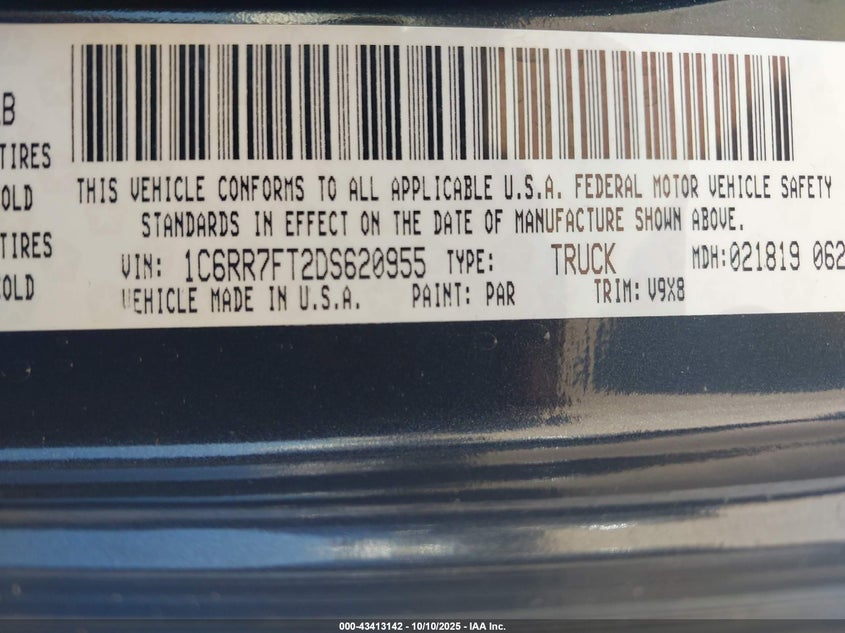 B
TIRES
OLD
TIRES
COLD
THIS VEHICLE CONFORMS TO ALL APPLICABLE U.S.A. FEDERAL MOTOR VEHICLE SAFETY
STANDARDS IN EFFECT ON THE DATE OF MANUFACTURE SHOWN ABOVE.
VIN: 1C6RR7FT2DS620955 TYPE: TRUCK MDH:021819 062
VEHICLE MADE IN U.S.A. PAINT: PAR TRIM: V9X8
000-43413142 - 10/10/2025 - IAA Inc.